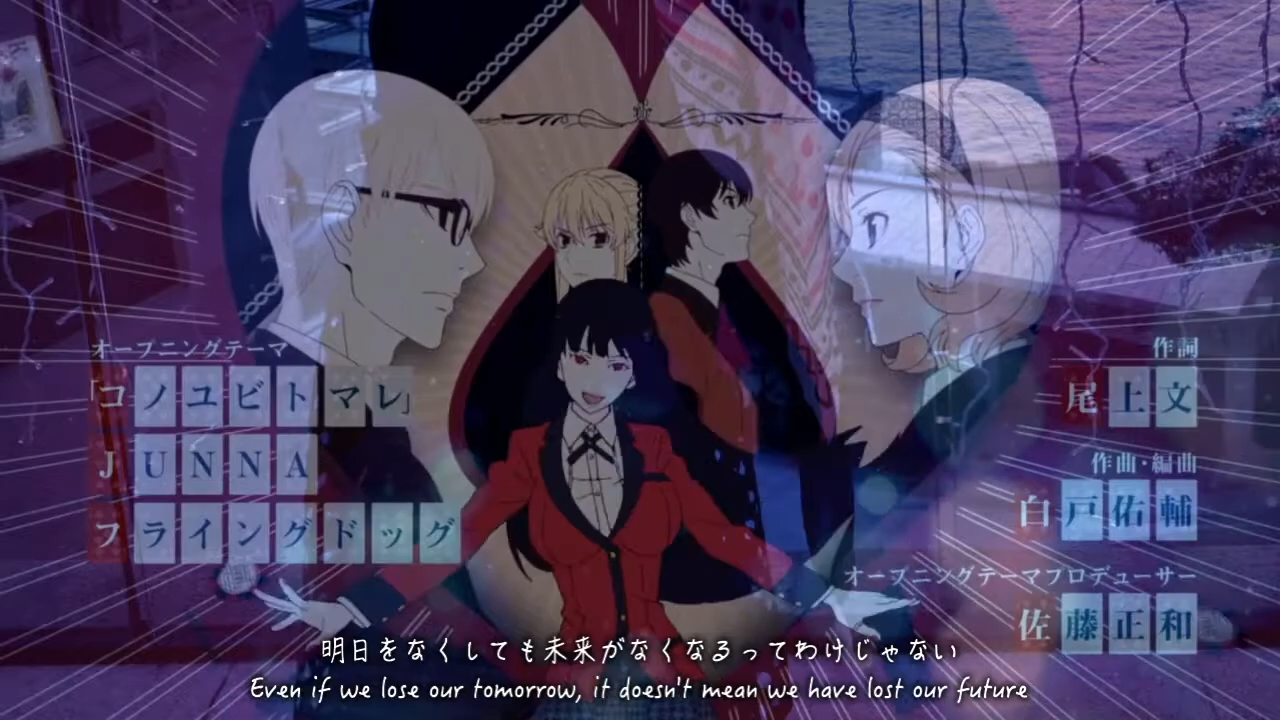 オープニングテーマ
「コノユビトマレ」
JUNNA
フライングドッグ
作詞
尾上文
作曲・編曲
白戸佑輔
オープニングテーマプロデューサー
佐藤正和
明日をなくしても未来がなくなるってわけじゃない
Even if we lose our tomorrow, it doesn't mean we have lost our future